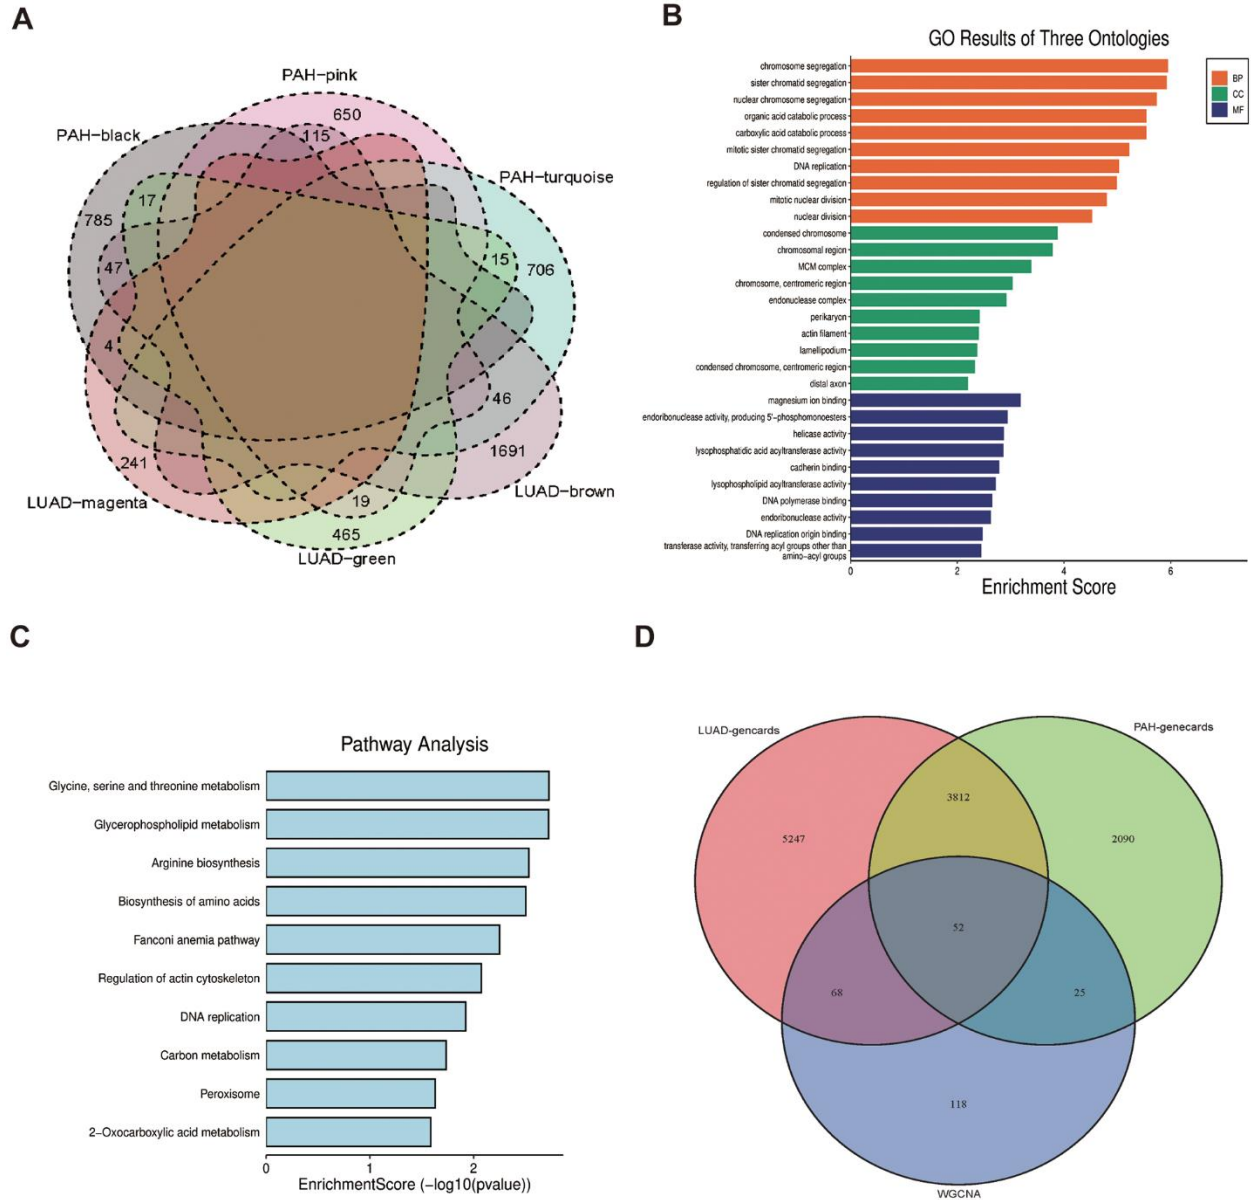 A
PAH-pink
650
115
PAH-black
PAH-turquoise
17
785
15
706
47
4
46
241
1691
LUAD-magenta
LUAD-brown
19
465
LUAD-green
B
GO Results of Three Ontologies
chromosome segregation
sister chromatid segregation
nuclear chromosome segregation
organic acid catabolic process
carboxylic acid catabolic process
mitotic sister chromatid segregation
DNA replication
regulation of sister chromatid segregation
mitotic nuclear division
nuclear division
condensed chromosome
chromosomal region
MCM complex
chromosome, centromeric region
endonuclease complex
perikaryon
actin filament
lamellipodium
condensed chromosome, centromeric region
distal axon
magnesium ion binding
endoribonuclease activity, producing 5'-phosphomonoesters
helicase activity
lysophosphatidic acid acyltransferase activity
cadherin binding
lysophospholipid acyltransferase activity
DNA polymerase binding
endoribonuclease activity
DNA replication origin binding
transferase activity, transferring acyl groups other than
amino-acyl groups
0 2 4 6
Enrichment Score
BP
CC
MF
C
Pathway Analysis
Glycine, serine and threonine metabolism
Glycerophospholipid metabolism
Arginine biosynthesis
Biosynthesis of amino acids
Fanconi anemia pathway
Regulation of actin cytoskeleton
DNA replication
Carbon metabolism
Peroxisome
2-Oxocarboxylic acid metabolism
0 1 2
EnrichmentScore (-log10(pvalue))
D
LUAD-gencards
PAH-genecards
3812
5247
2090
52
68
25
118
WGCNA